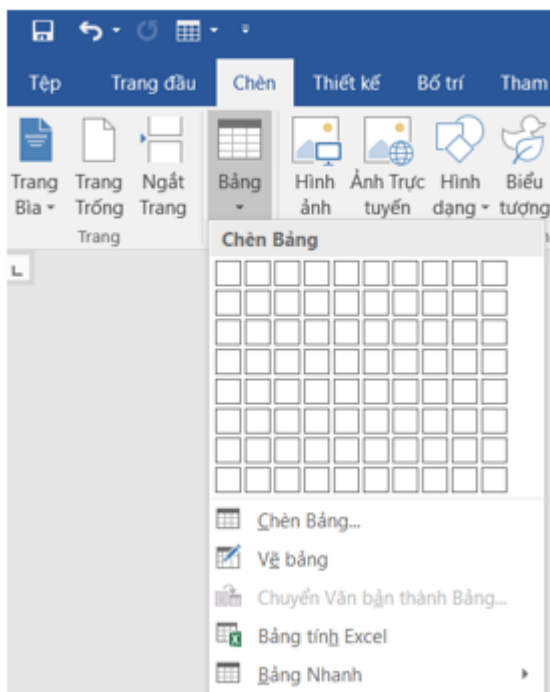 Tệp Trang đầu Chèn Thiết kế Bố trí Tham
Trang Bìa
Trang Trống
Ngắt Trang
Bảng
Hình ảnh
Ảnh Trực tuyến
Hình dạng
Biểu tượng
Trang
Chèn Bảng
Chèn Bảng...
Vẽ bảng
Chuyển Văn bản thành Bảng...
Bảng tính Excel
Bảng Nhanh